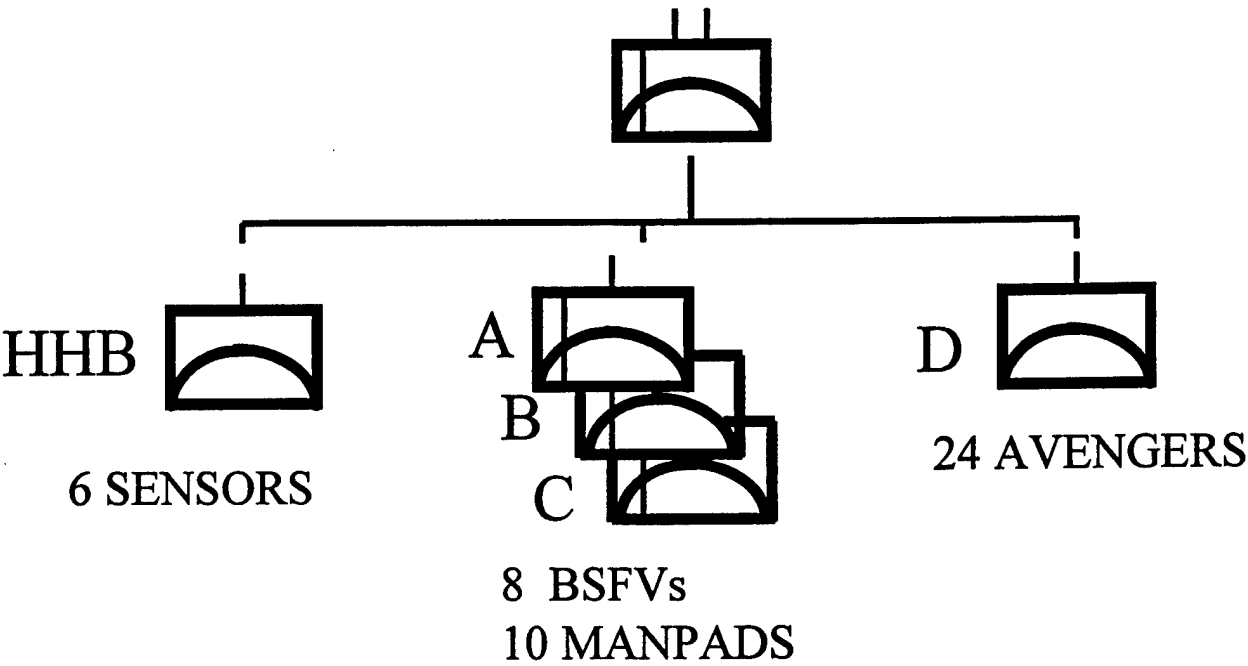 HHB
A
B
C
D
6 SENSORS
8 BSFVs
10 MANPADS
24 AVENGERS